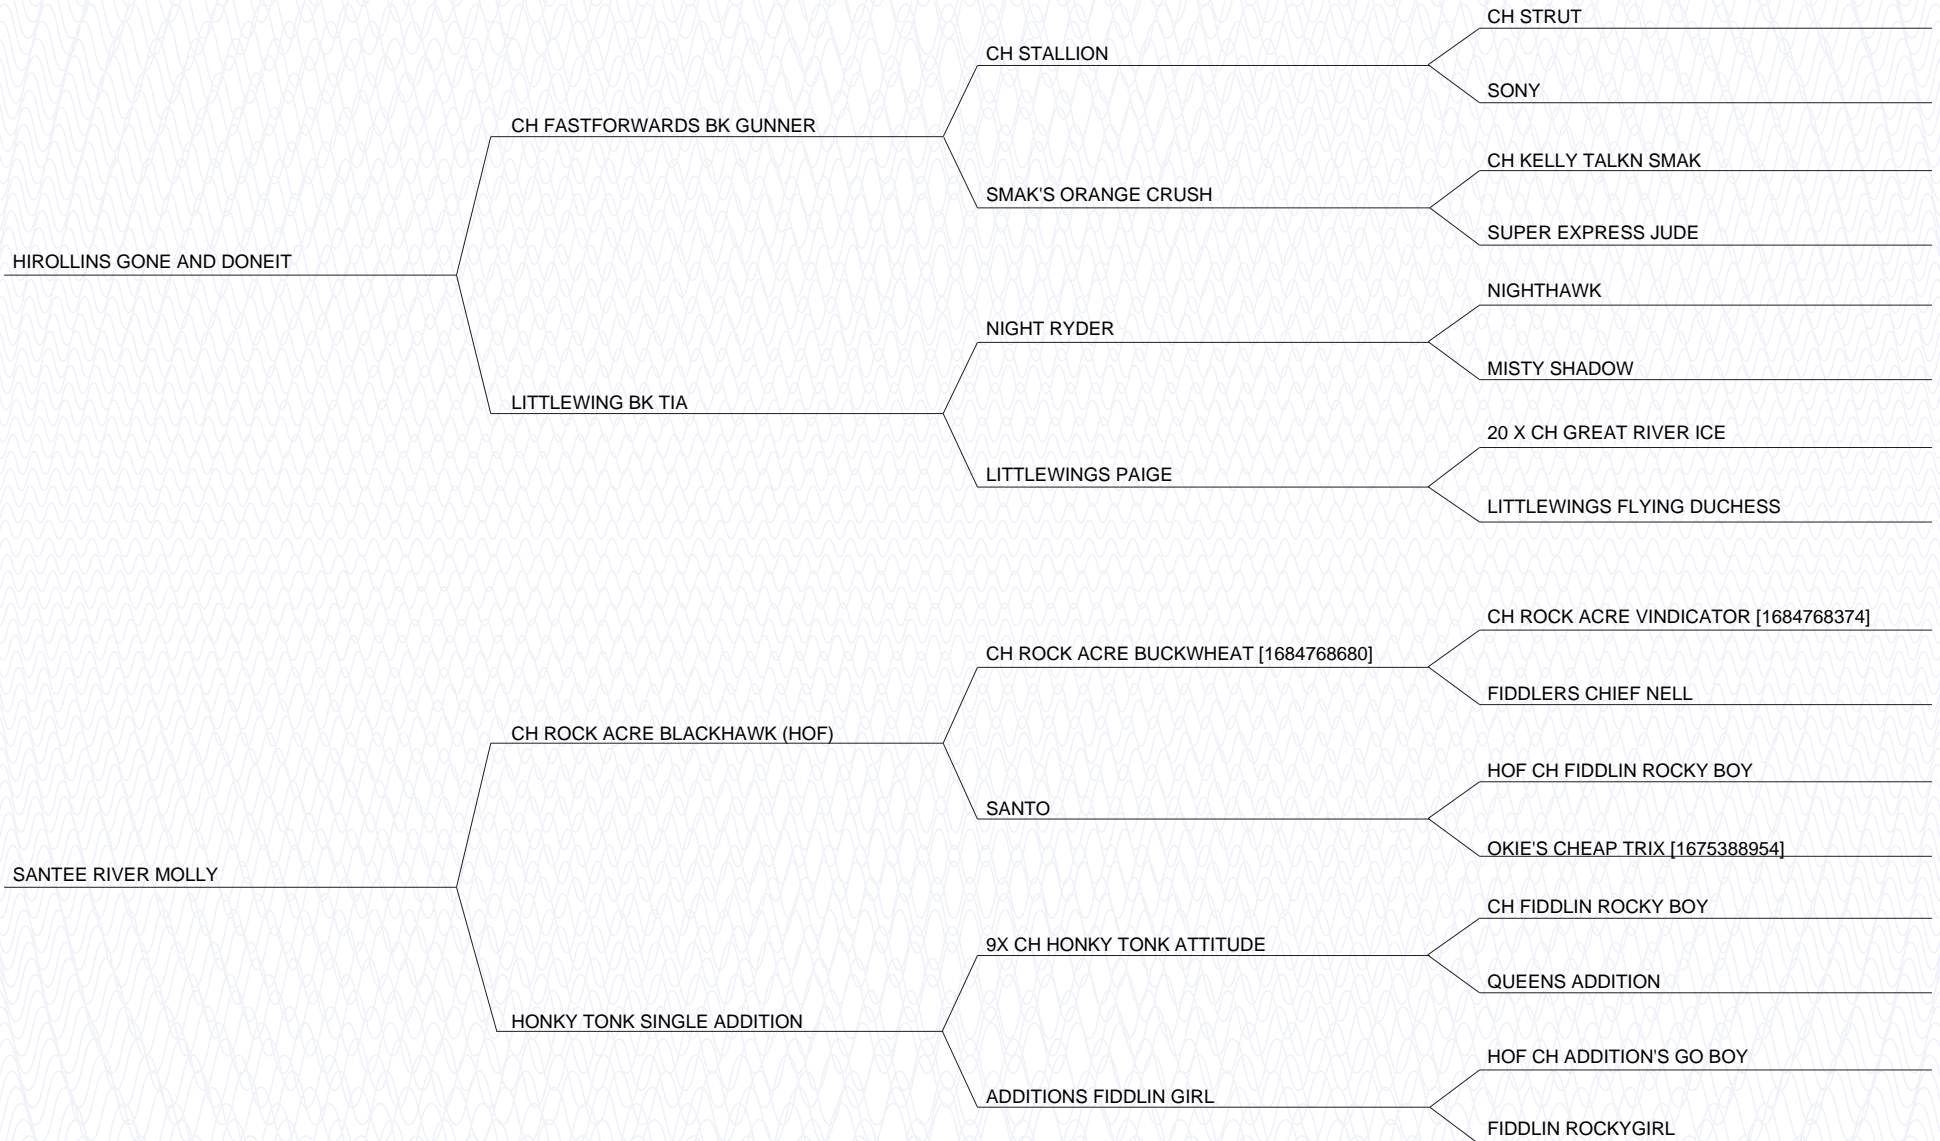 CH STRUT
CH STALLION
SONY
CH FASTFORWARDS BK GUNNER
CH KELLY TALKN SMAK
SMAK'S ORANGE CRUSH
SUPER EXPRESS JUDE
HIROLLINS GONE AND DONEIT
NIGHTHAWK
NIGHT RYDER
MISTY SHADOW
LITTLEWING BK TIA
20 X CH GREAT RIVER ICE
LITTLEWINGS PAIGE
LITTLEWINGS FLYING DUCHESS
CH ROCK ACRE VINDICATOR [1684768374]
CH ROCK ACRE BUCKWHEAT [1684768680]
FIDDLERS CHIEF NELL
CH ROCK ACRE BLACKHAWK (HOF)
HOF CH FIDDLIN ROCKY BOY
SANTO
OKIE'S CHEAP TRIX [1675388954]
SANTEE RIVER MOLLY
CH FIDDLIN ROCKY BOY
9X CH HONKY TONK ATTITUDE
QUEENS ADDITION
HONKY TONK SINGLE ADDITION
HOF CH ADDITION'S GO BOY
ADDITIONS FIDDLIN GIRL
FIDDLIN ROCKYGIRL